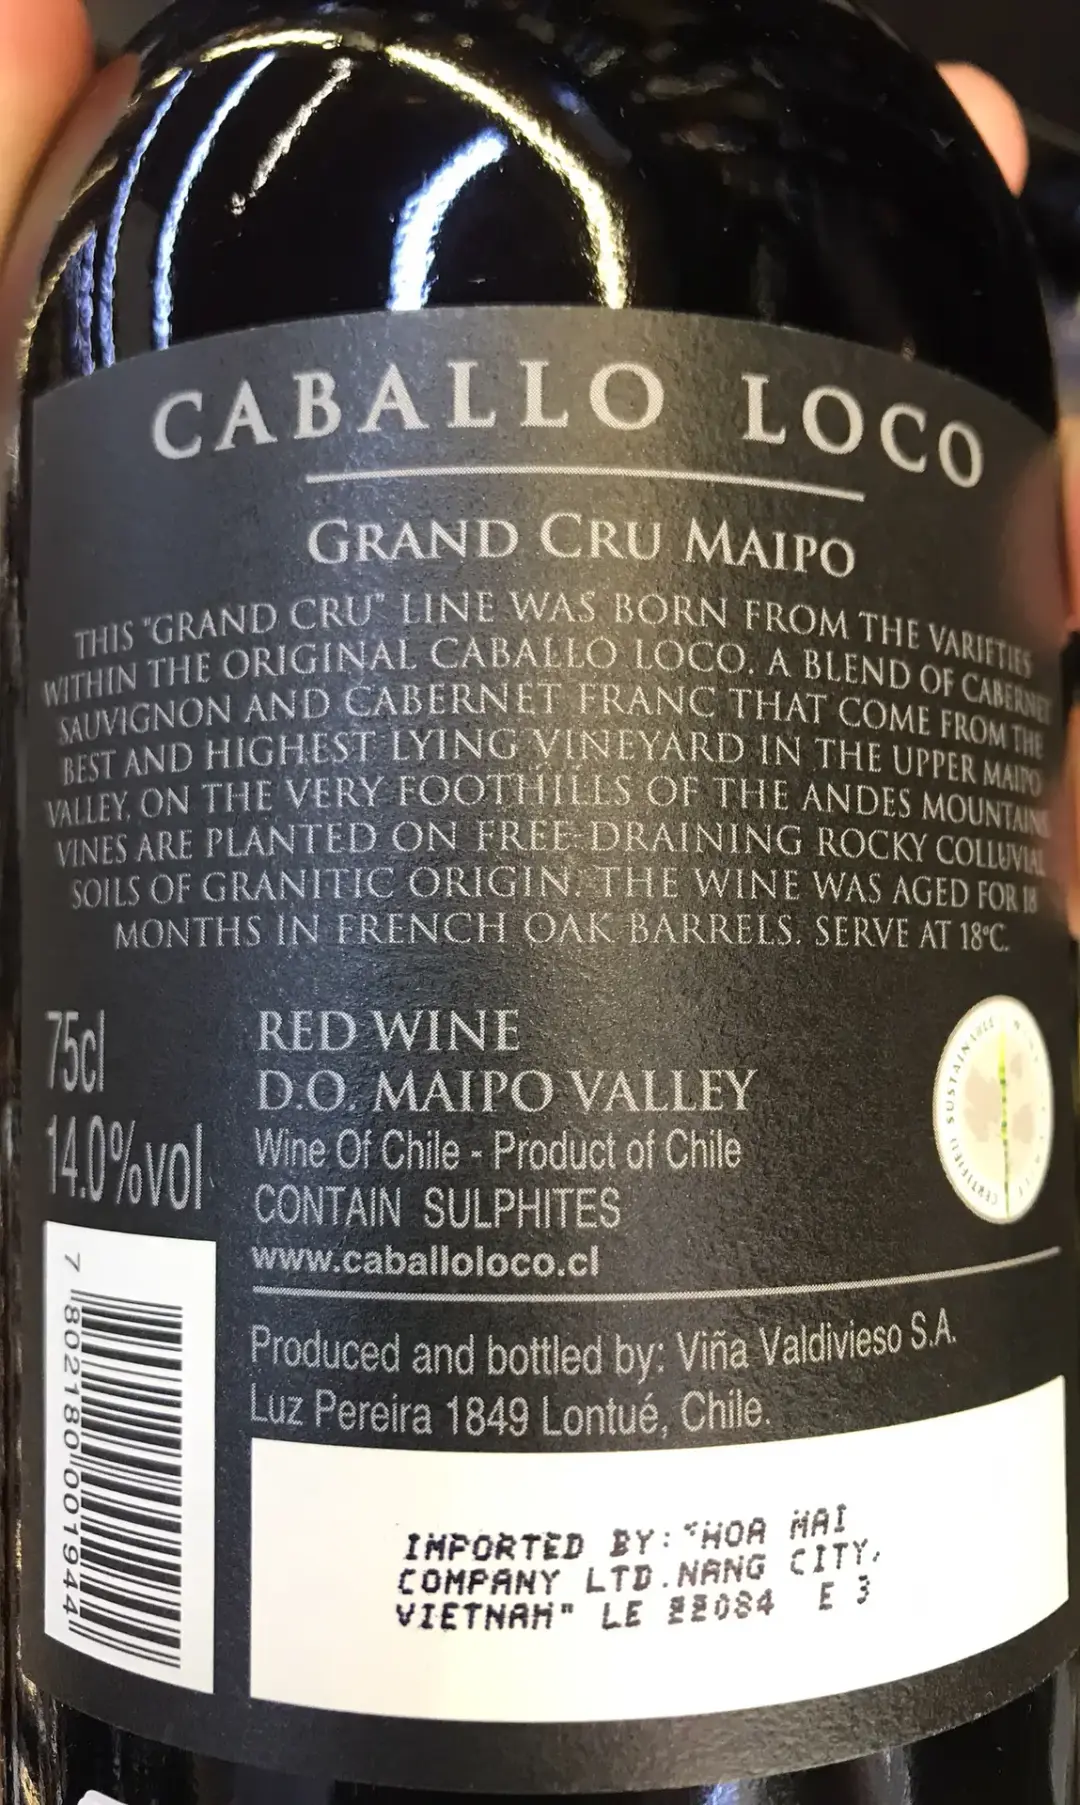 CABALLO LOCO
GRAND CRU MAIPO
THIS "GRAND CRU" LINE WAS BORN FROM THE VARIETIES
WITHIN THE ORIGINAL CABALLO LOCO. A BLEND OF CABERNET
SAUVIGNON AND CABERNET FRANC THAT COME FROM THE
BEST AND HIGHEST LYING VINEYARD IN THE UPPER MAIPO
VALLEY, ON THE VERY FOOTHILLS OF THE ANDES MOUNTAINS.
VINES ARE PLANTED ON FREE-DRAINING ROCKY COLLUVIAL
SOILS OF GRANITIC ORIGIN. THE WINE WAS AGED FOR 18
MONTHS IN FRENCH OAK BARRELS. SERVE AT 18°C.
75cl
14.0%vol
RED WINE
D.O. MAIPO VALLEY
Wine Of Chile - Product of Chile
CONTAIN SULPHITES
www.caballoloco.cl
CERTIFIED SUSTAINABLE
Produced and bottled by: Viña Valdivieso S.A.
Luz Pereira 1849 Lontué, Chile.
7 802180 001944
IMPORTED BY: "HOA MAI
COMPANY LTD.NANG CITY,
VIETNAM" LE 22084 E 3